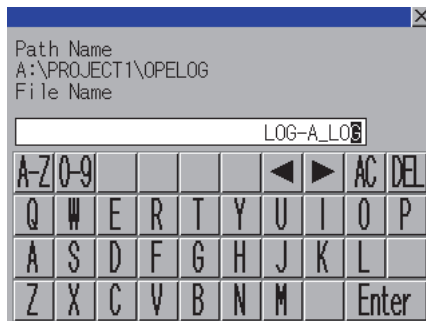 Path Name
A:\PROJECT1\OPELOG
File Name
LOG-A_LOG
A-Z 0-9 ◀ ▶ AC DEL
Q W E R T Y U I O P
A S D F G H J K L
Z X C V B N M Enter